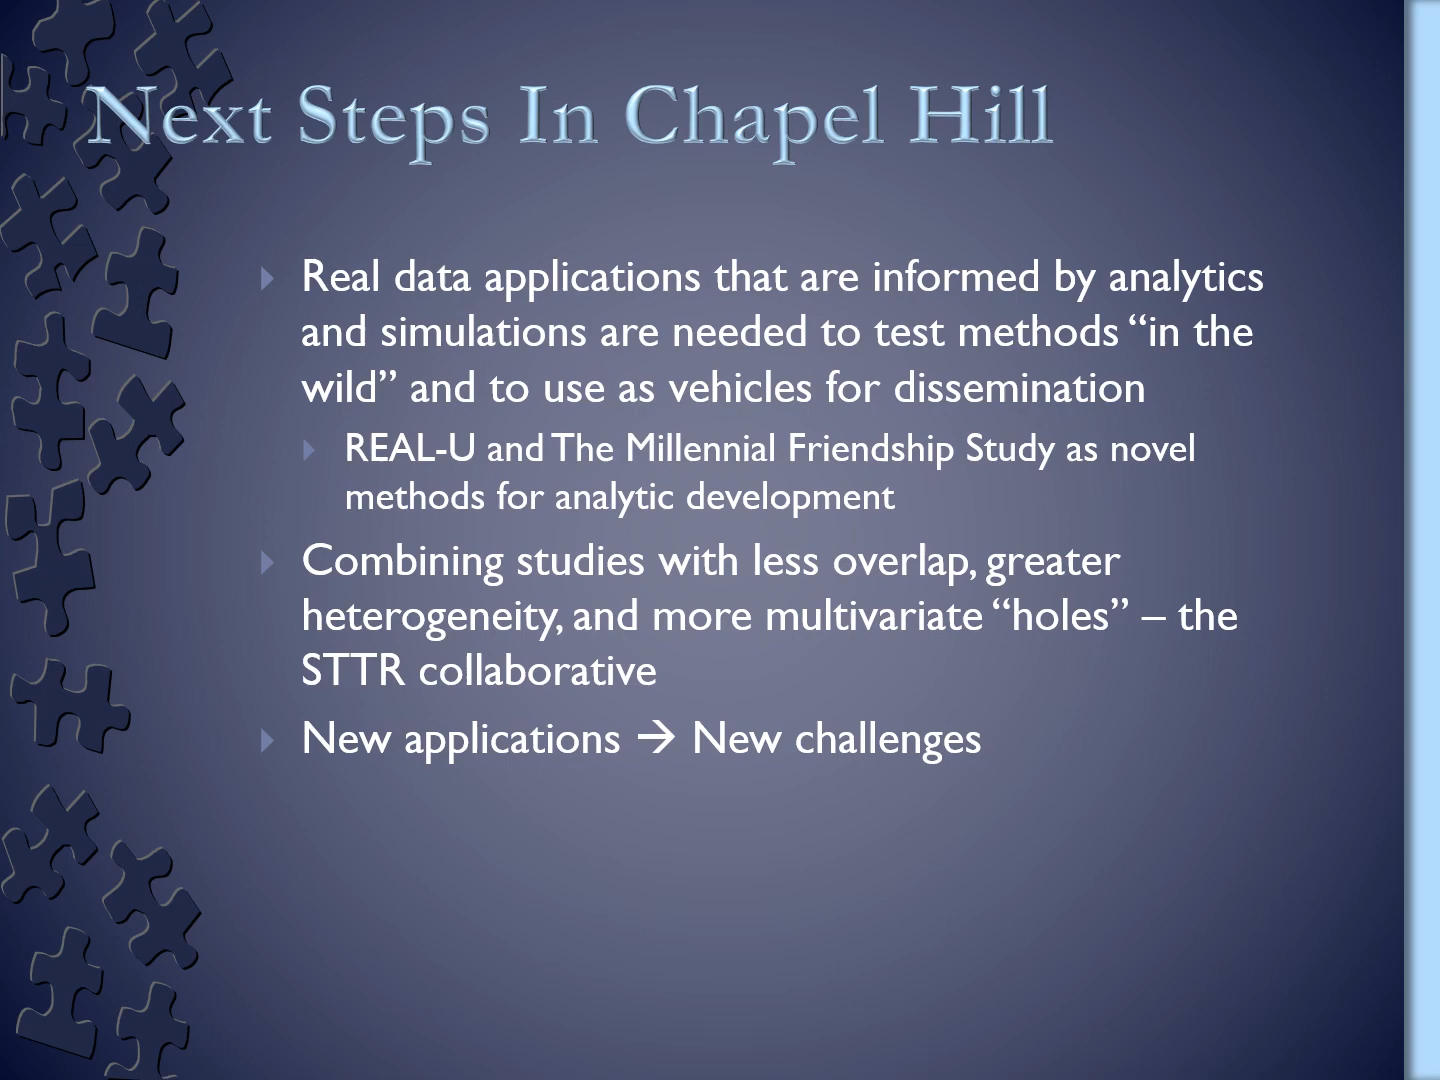 Next Steps In Chapel Hill
Real data applications that are informed by analytics
and simulations are needed to test methods “in the
wild” and to use as vehicles for dissemination
REAL-U and The Millennial Friendship Study as novel
methods for analytic development
Combining studies with less overlap, greater
heterogeneity, and more multivariate “holes” – the
STTR collaborative
New applications → New challenges